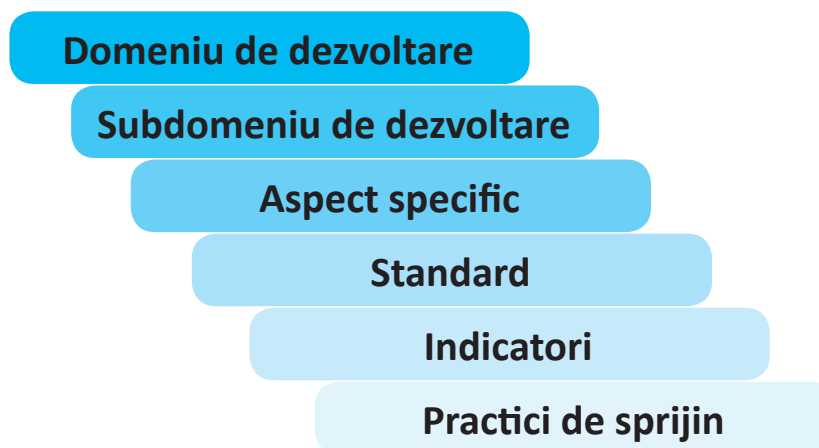 Domeniu de dezvoltare
Subdomeniu de dezvoltare
Aspect specific
Standard
Indicatori
Practici de sprijin